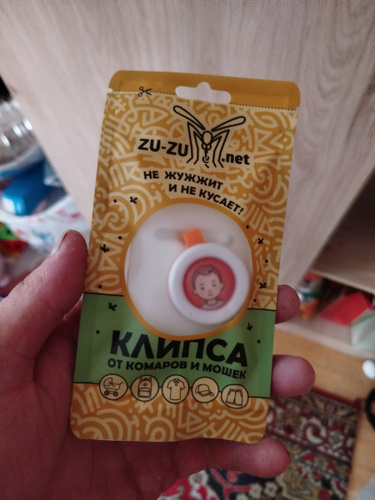 ZU-ZU .net
НЕ ЖУЖЖИТ
И НЕ КУСАЕТ!
КЛИПСА
ОТ КОМАРОВ И МОШЕК